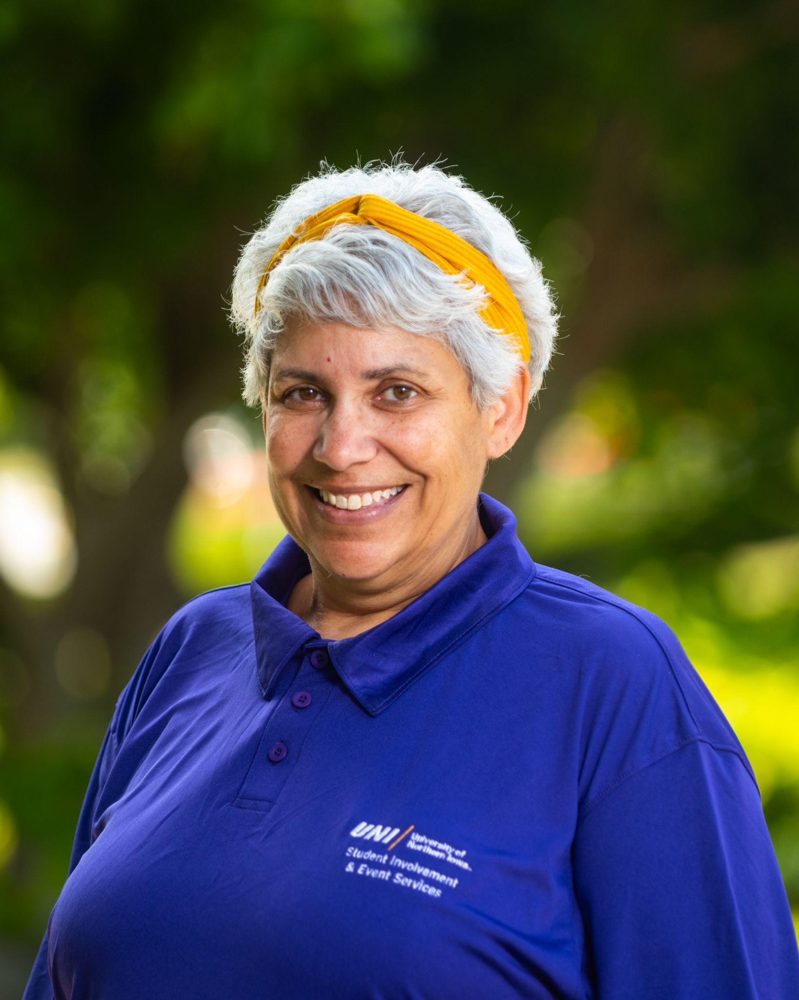 UNI
University of
Northern Iowa
Student Involvement
& Event Services